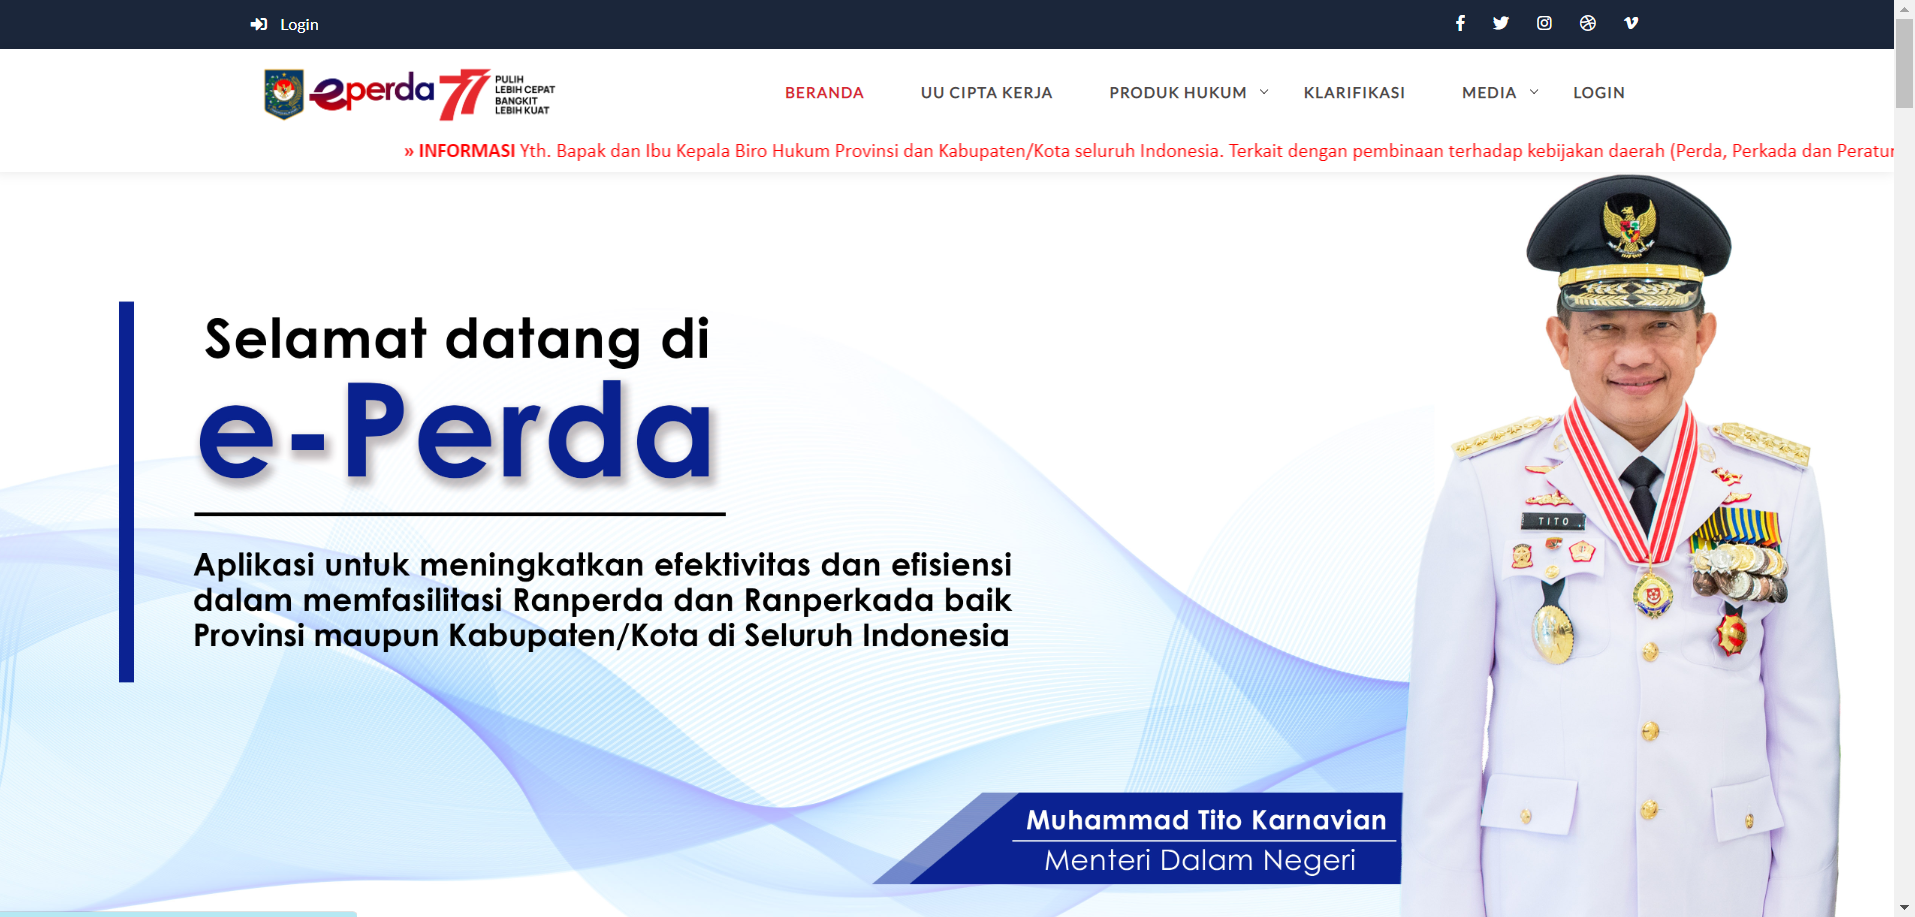 Login
eperda 77 PULIH
LEBIH CEPAT
BANGKIT
LEBIH KUAT
BERANDA UU CIPTA KERJA PRODUK HUKUM KLARIFIKASI MEDIA LOGIN
» INFORMASI Yth. Bapak dan Ibu Kepala Biro Hukum Provinsi dan Kabupaten/Kota seluruh Indonesia. Terkait dengan pembinaan terhadap kebijakan daerah (Perda, Perkada dan Peratur
Selamat datang di
e-Perda
Aplikasi untuk meningkatkan efektivitas dan efisiensi
dalam memfasilitasi Ranperda dan Ranperkada baik
Provinsi maupun Kabupaten/Kota di Seluruh Indonesia
TITO
Muhammad Tito Karnavian
Menteri Dalam Negeri